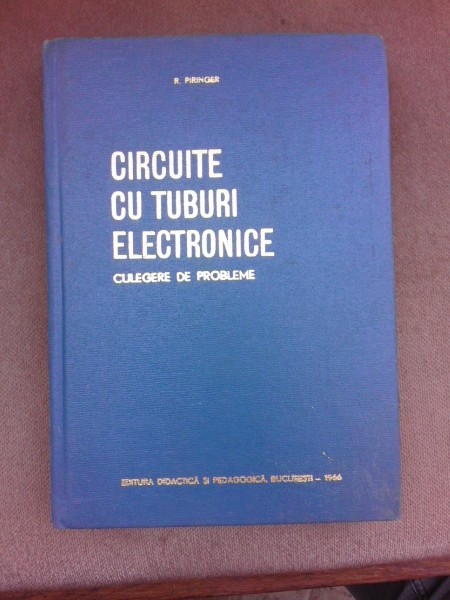 R. PIRINGER
CIRCUITE
CU TUBURI
ELECTRONICE
CULEGERE DE PROBLEME
EDITURA DIDACTICĂ ȘI PEDAGOGICĂ, BUCUREȘTI – 1966